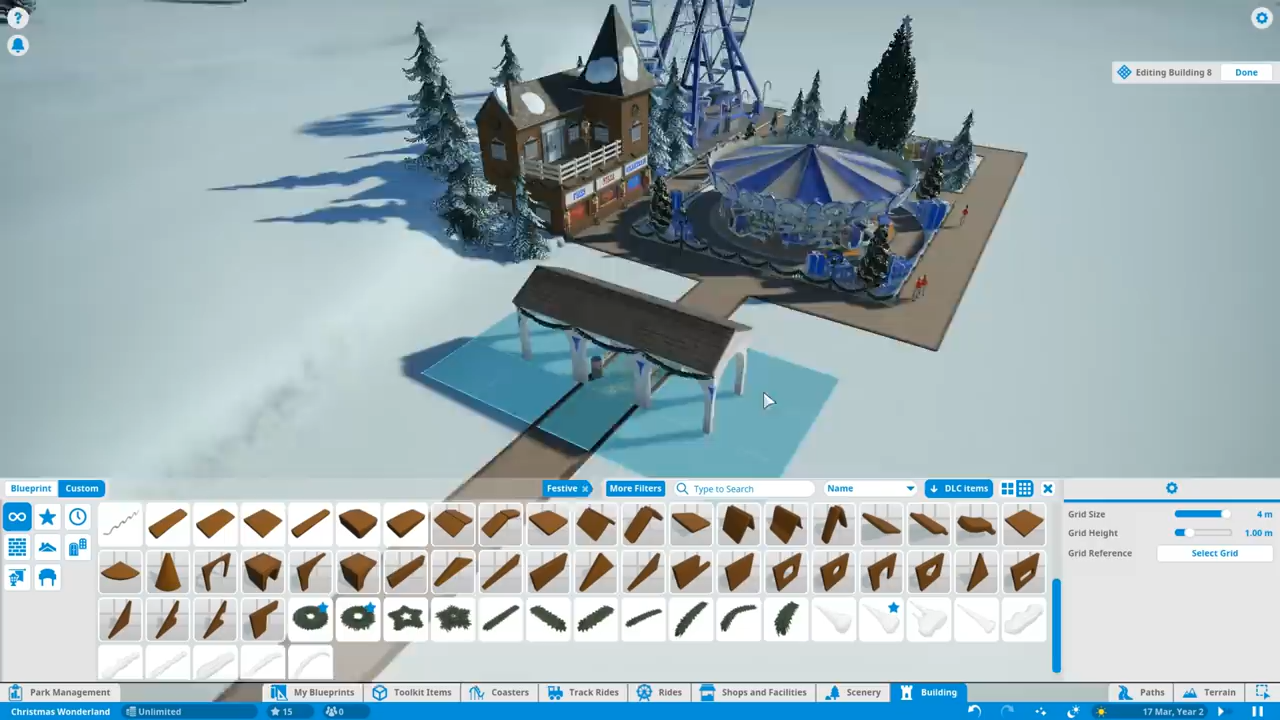 ?
Editing Building 8 Done
Blueprint Custom Festive × More Filters Type to Search Name DLC items
Grid Size 4 m
Grid Height 1.00 m
Grid Reference Select Grid
Park Management My Blueprints Toolkit Items Coasters Track Rides Rides Shops and Facilities Scenery Building Paths Terrain
Christmas Wonderland Unlimited 15 0 17 Mar, Year 2